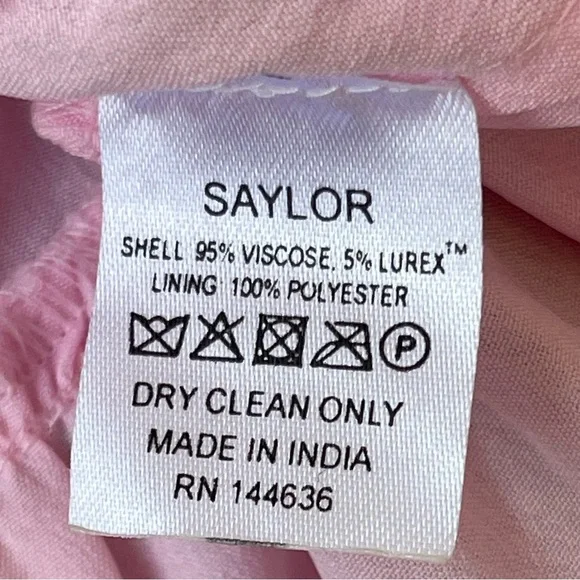 SAYLOR
SHELL 95% VISCOSE, 5% LUREX™
LINING 100% POLYESTER
P
DRY CLEAN ONLY
MADE IN INDIA
RN 144636